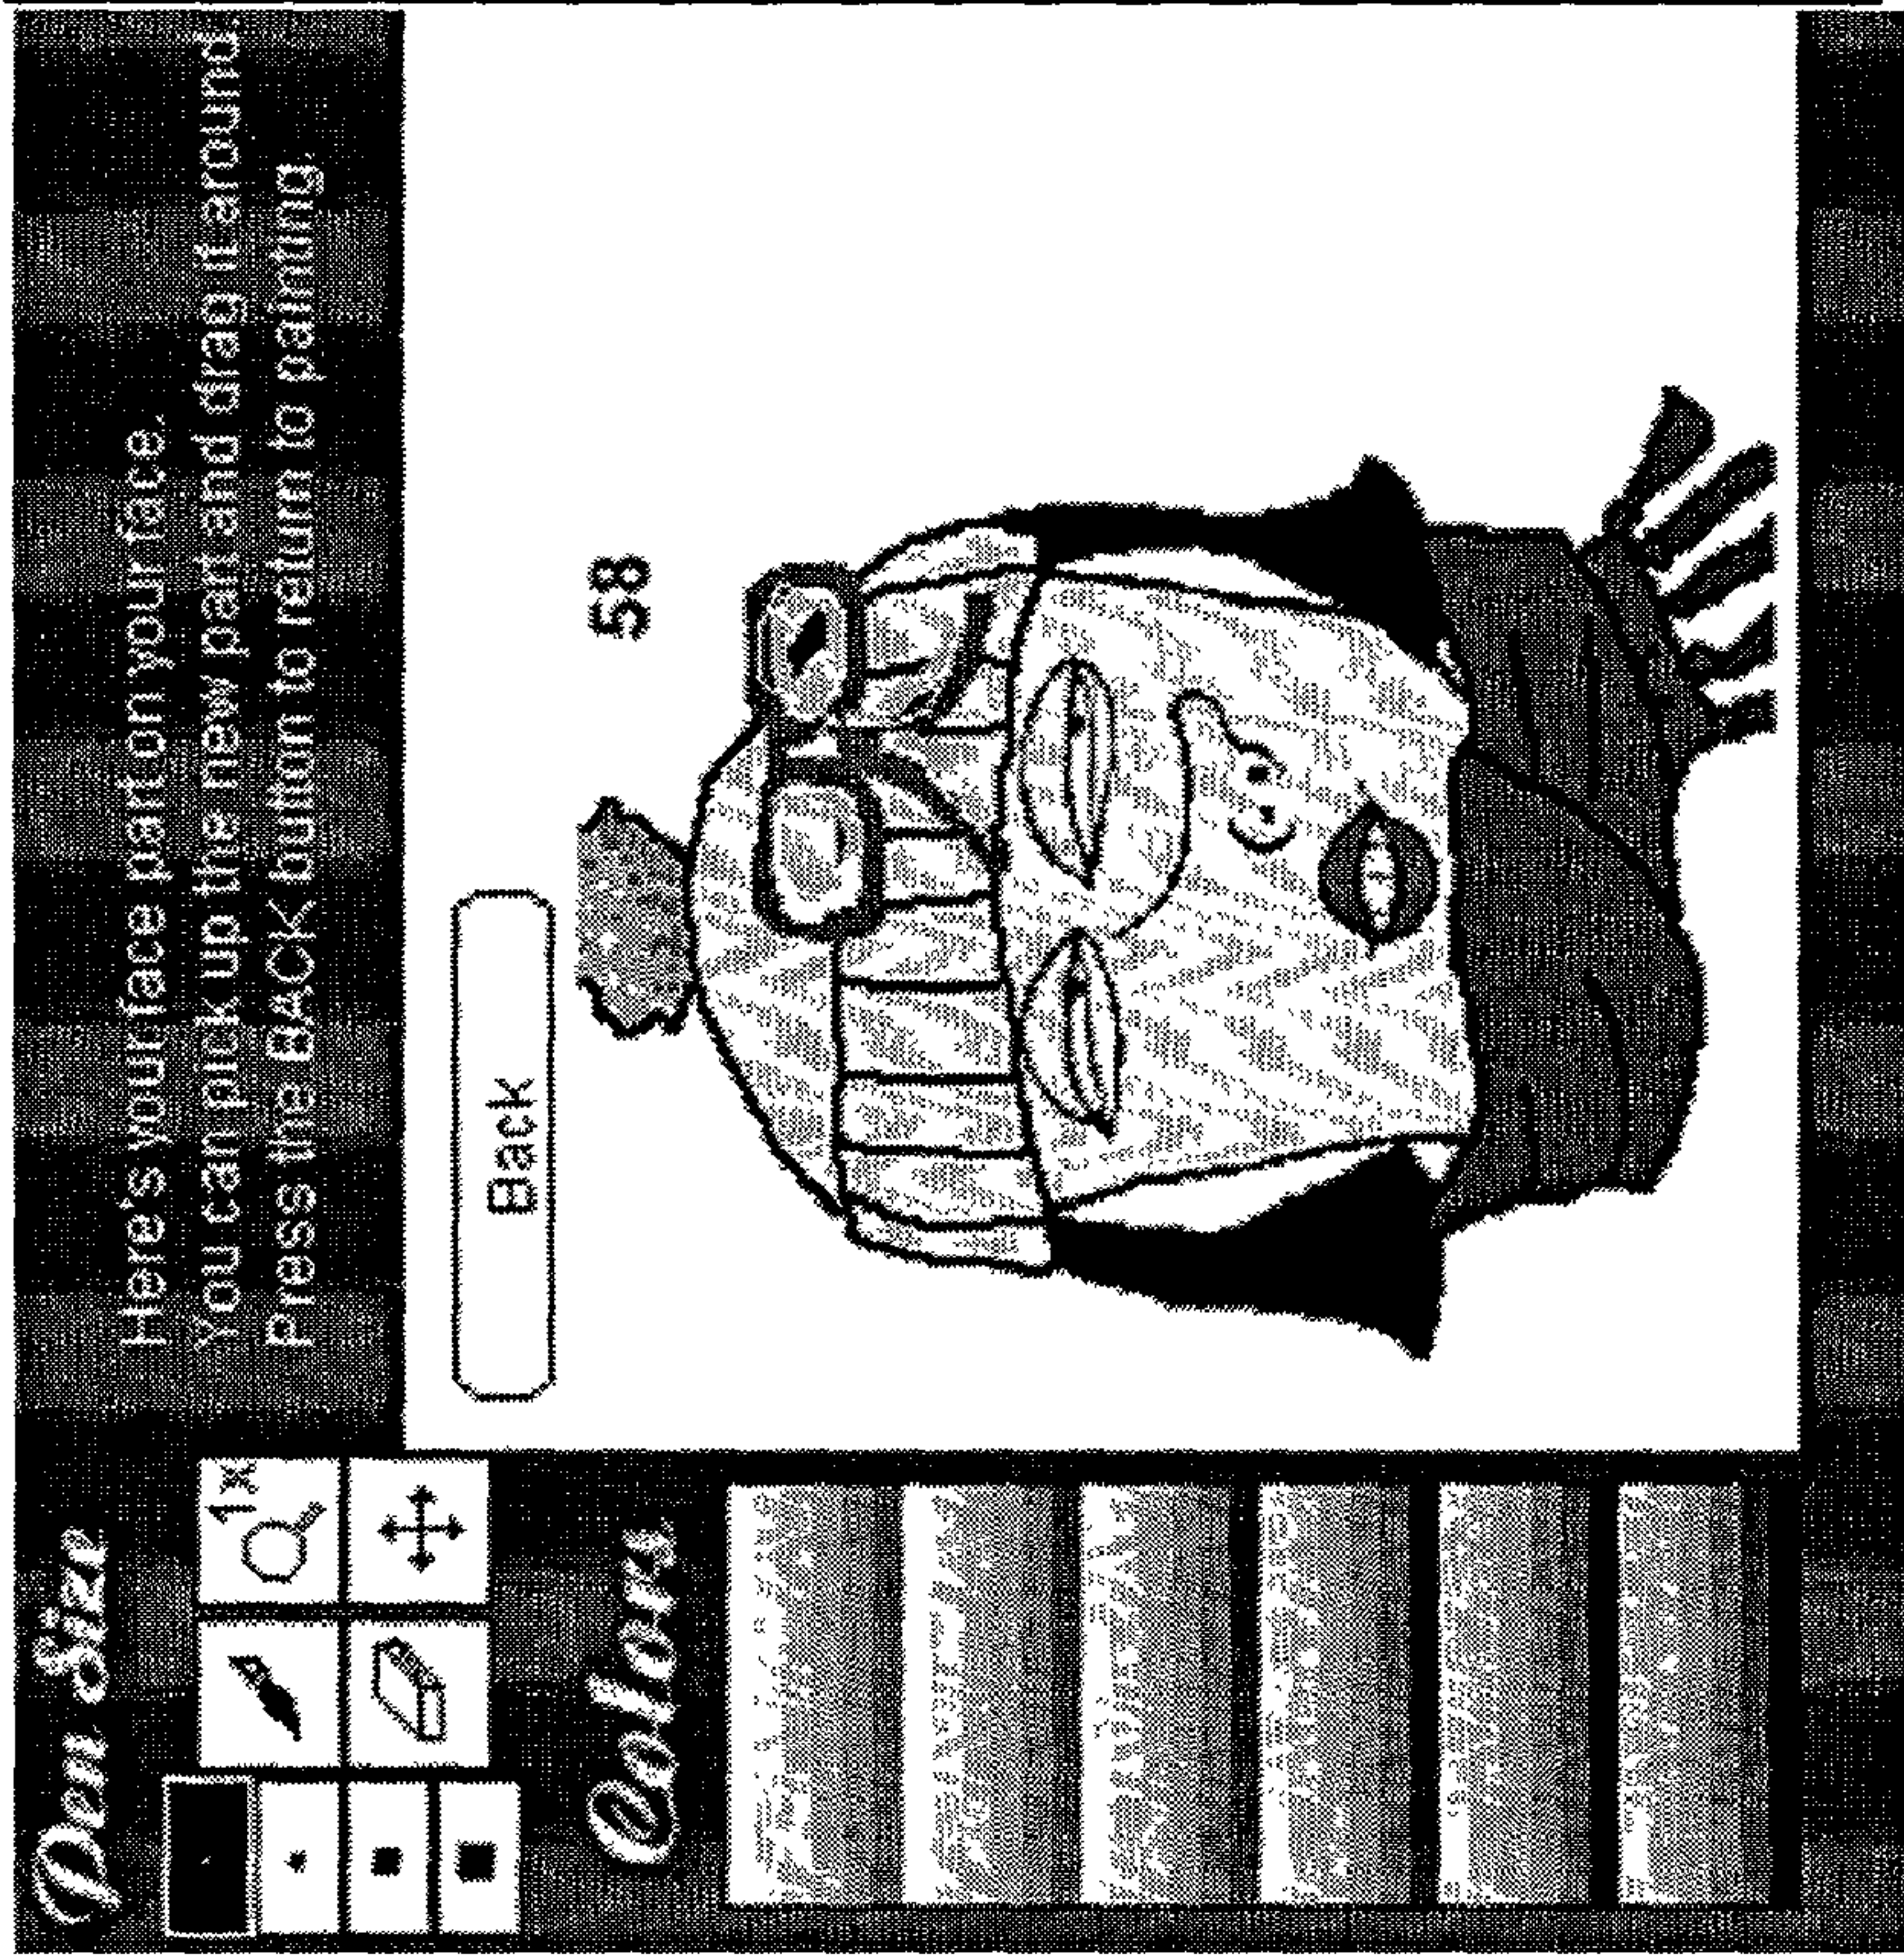 Here's your face part on your face.
You can pick up the new part and drag it around.
Press the BACK button to return to painting.
Pen Size
1x
Colors
Back
58